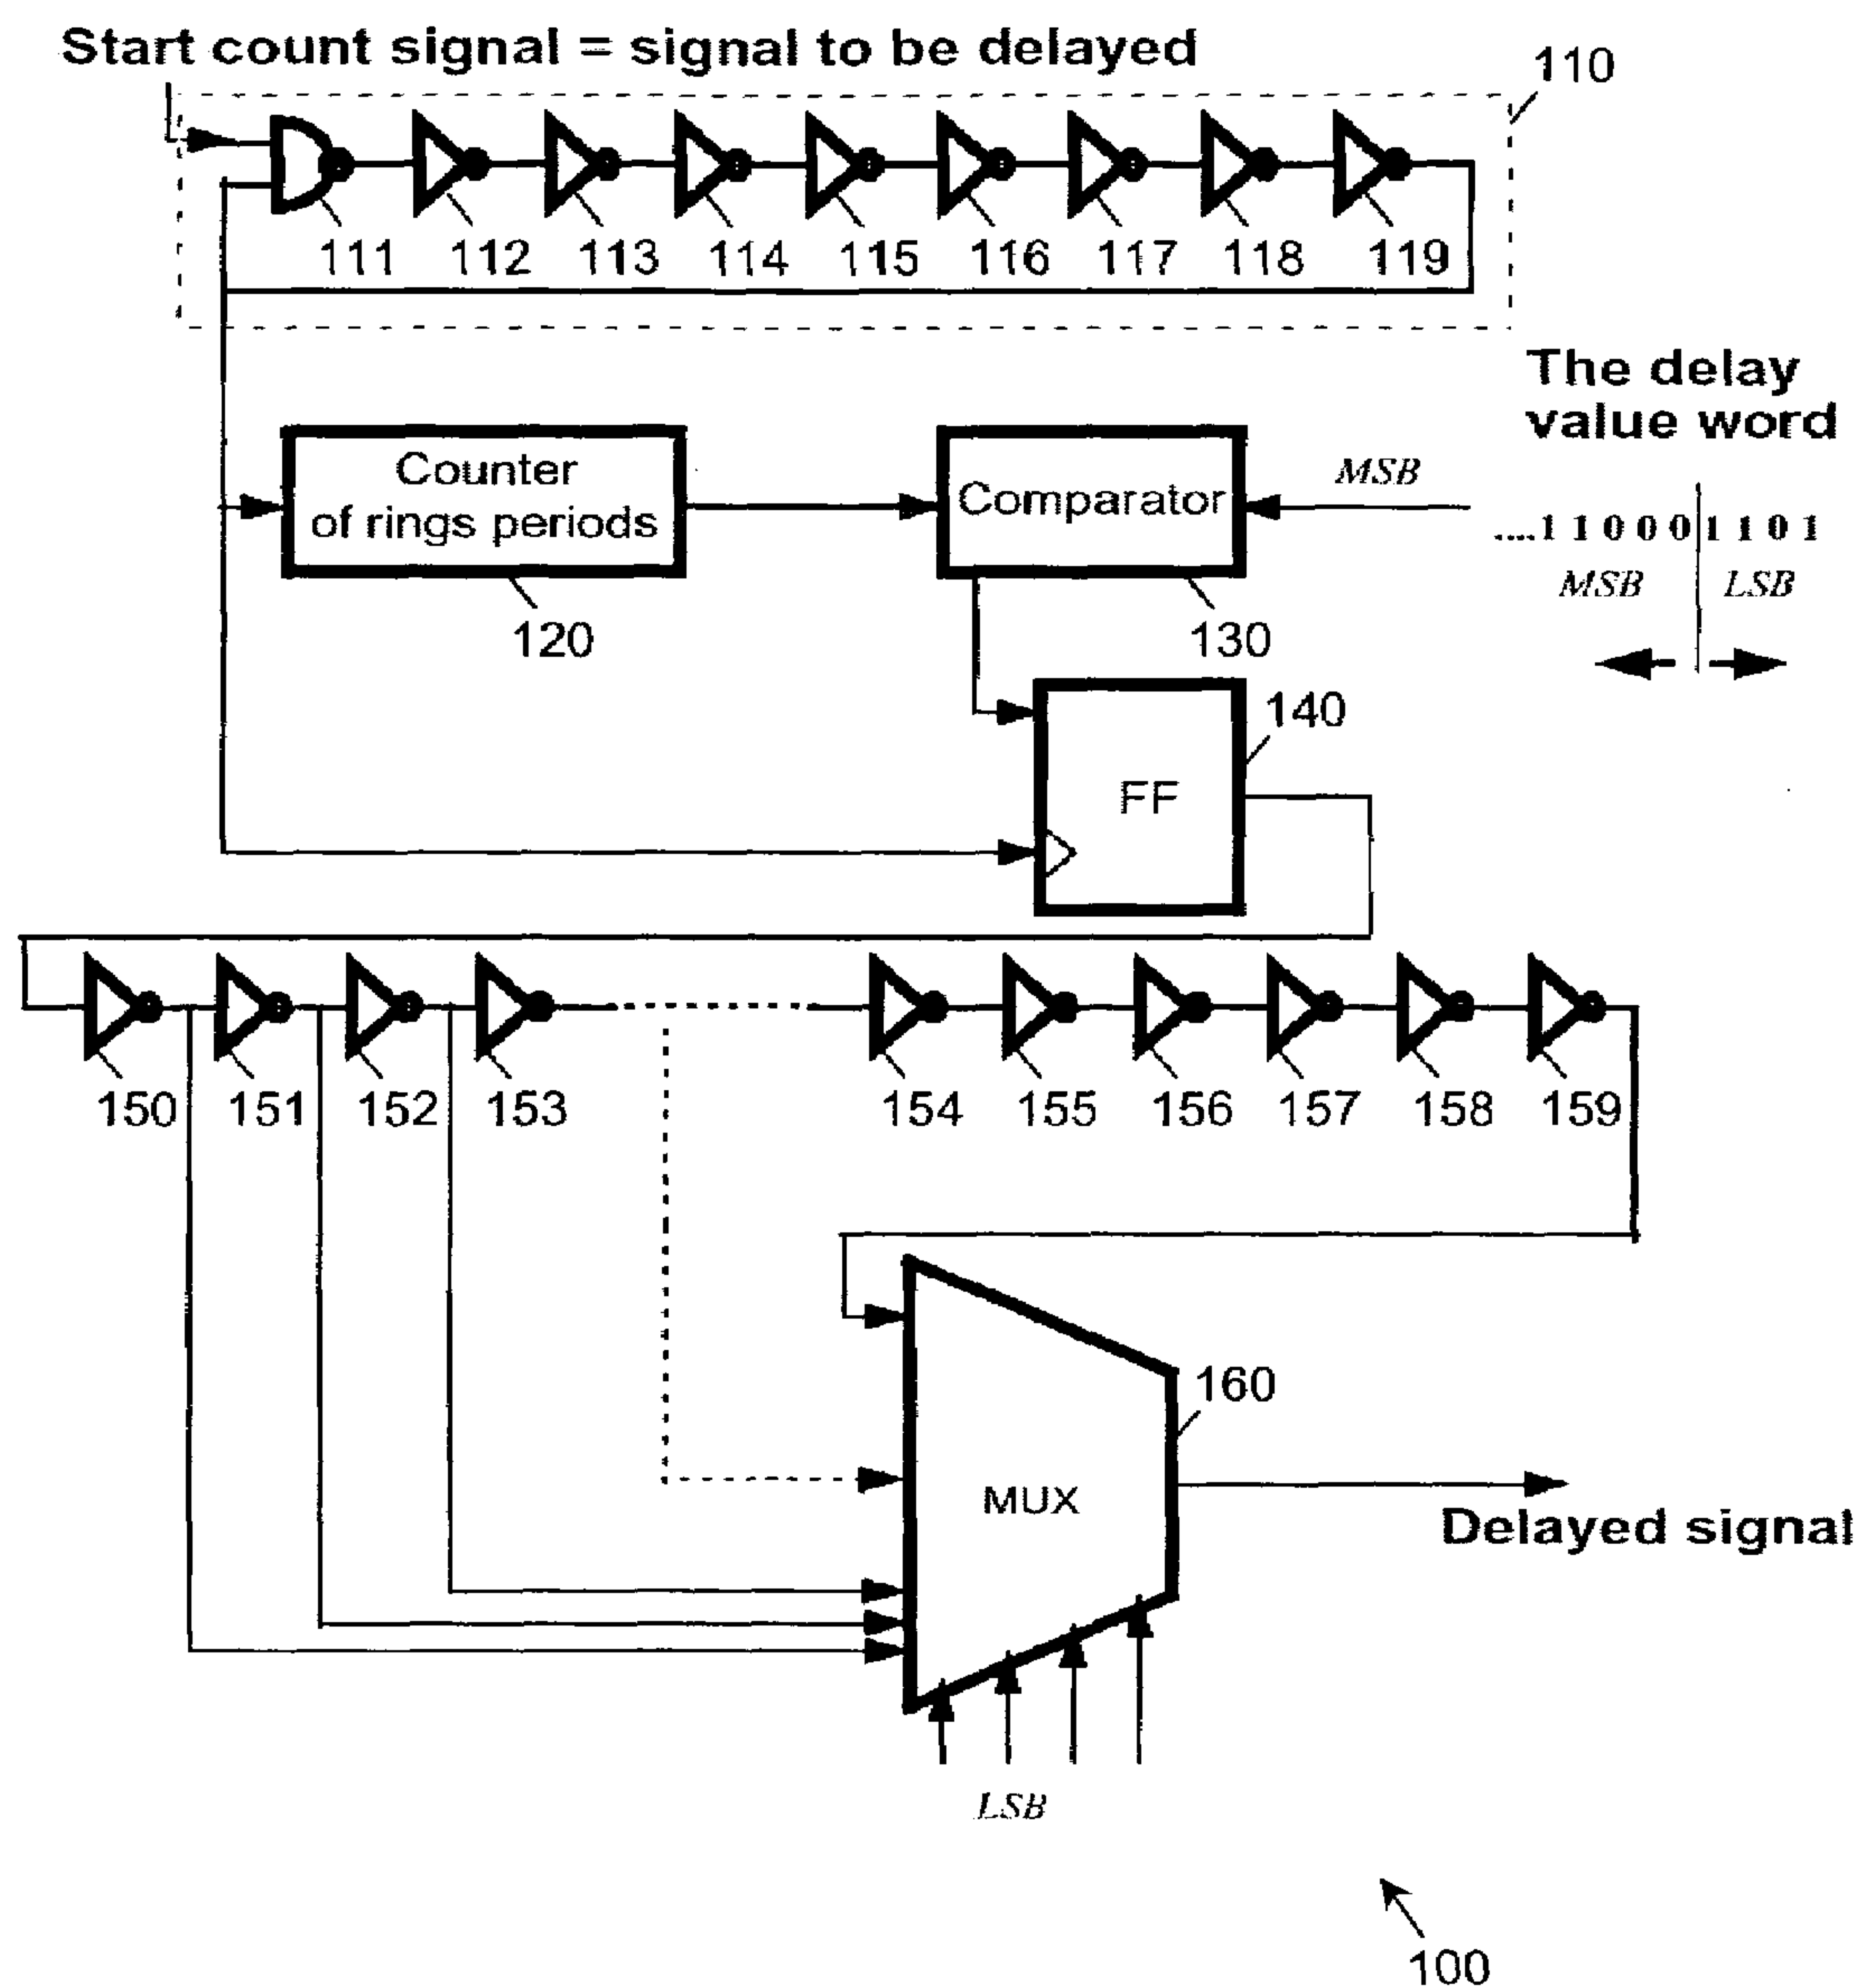 Start count signal = signal to be delayed
110
111 112 113 114 115 116 117 118 119
The delay
value word
Counter
of rings periods
Comparator
MSB
....1 1 0 0 0 1 1 0 1
MSB LSB
120
130
140
FF
150 151 152 153 154 155 156 157 158 159
160
MUX
Delayed signal
LSB
100